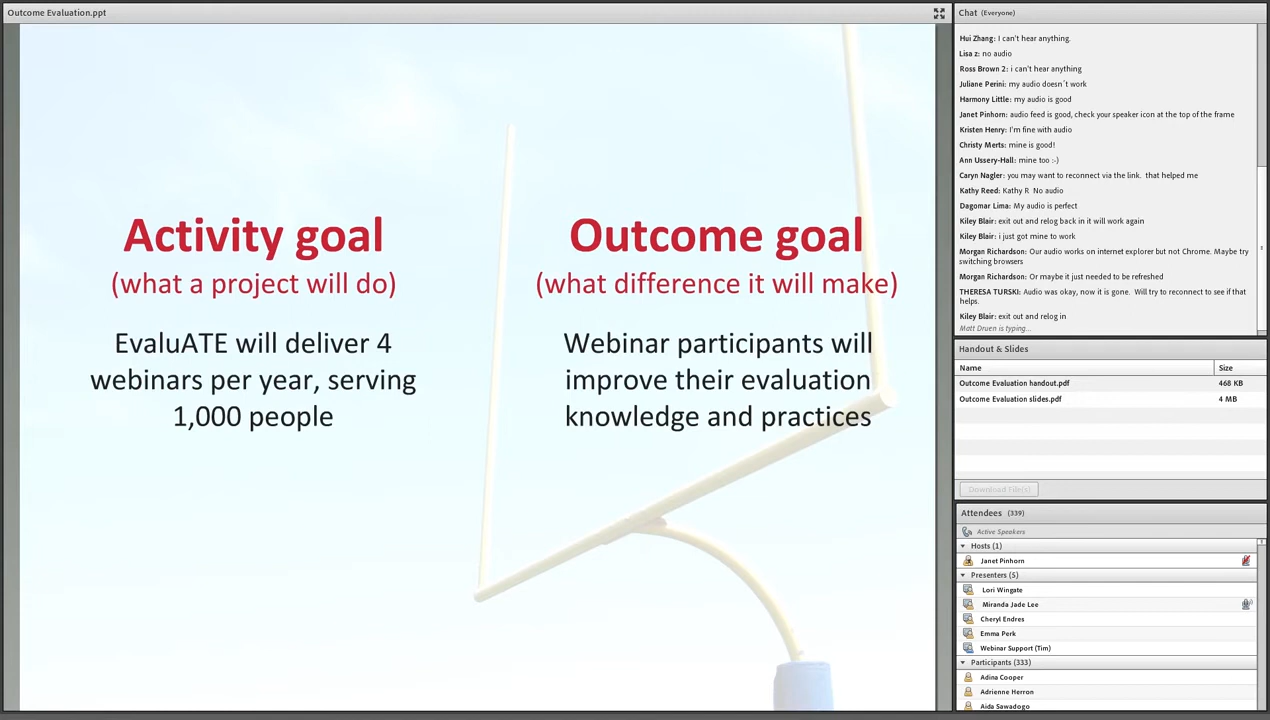 Outcome Evaluation.ppt
Activity goal
(what a project will do)
EvaluATE will deliver 4
webinars per year, serving
1,000 people
Outcome goal
(what difference it will make)
Webinar participants will
improve their evaluation
knowledge and practices
Chat (Everyone)
Hui Zhang: I can't hear anything.
Lisa z: no audio
Ross Brown 2: i can't hear anything
Juliane Perini: my audio doesn´t work
Harmony Little: my audio is good
Janet Pinhorn: audio feed is good, check your speaker icon at the top of the frame
Kristen Henry: I'm fine with audio
Christy Merts: mine is good!
Ann Ussery-Hall: mine too :-)
Caryn Nagler: you may want to reconnect via the link. that helped me
Kathy Reed: Kathy R No audio
Dagomar Lima: My audio is perfect
Kiley Blair: exit out and relog back in it will work again
Kiley Blair: i just got mine to work
Morgan Richardson: Our audio works on internet explorer but not Chrome. Maybe try
switching browsers
Morgan Richardson: Or maybe it just needed to be refreshed
THERESA TURSKI: Audio was okay, now it is gone. Will try to reconnect to see if that
helps.
Kiley Blair: exit out and relog in
Matt Druen is typing...
Handout & Slides
Name Size
Outcome Evaluation handout.pdf 468 KB
Outcome Evaluation slides.pdf 4 MB
Download File(s)
Attendees (339)
Active Speakers
Hosts (1)
Janet Pinhorn
Presenters (5)
Lori Wingate
Miranda Jade Lee
Cheryl Endres
Emma Perk
Webinar Support (Tim)
Participants (333)
Adina Cooper
Adrienne Herron
Aida Sawadogo